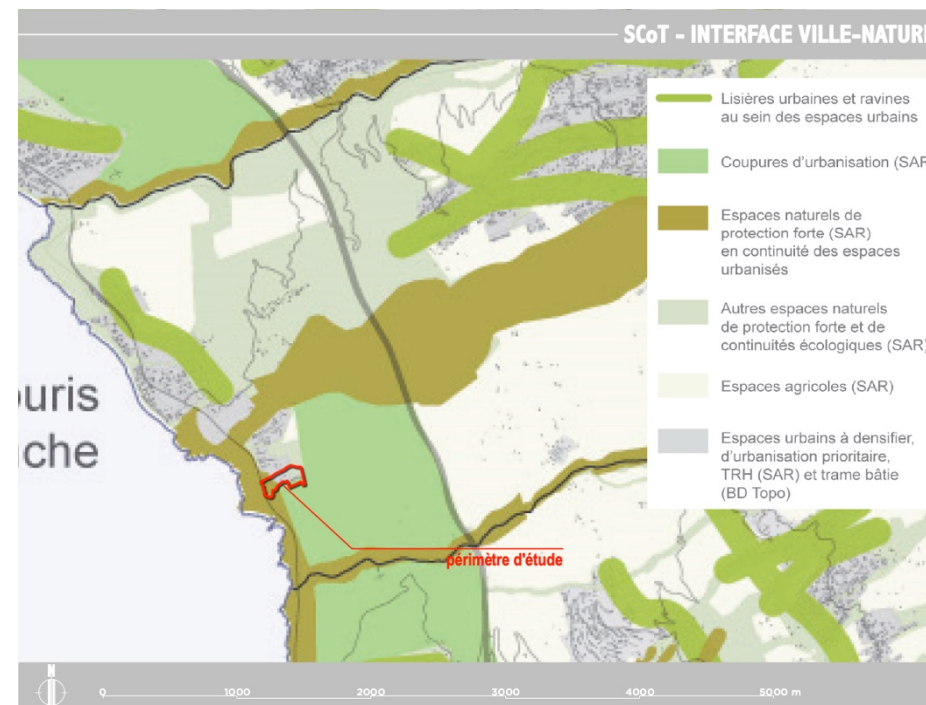 SCoT - INTERFACE VILLE-NATURE
Lisières urbaines et ravines
au sein des espaces urbains
Coupures d'urbanisation (SAR
Espaces naturels de
protection forte (SAR)
en continuité des espaces
urbanisés
Autres espaces naturels
de protection forte et de
continuités écologiques (SAR)
Espaces agricoles (SAR)
Espaces urbains à densifier,
d'urbanisation prioritaire,
TRH (SAR) et trame bâtie
(BD Topo)
ouris
che
périmètre d'étude
N
0 1000 2000 3000 4000 5000 m